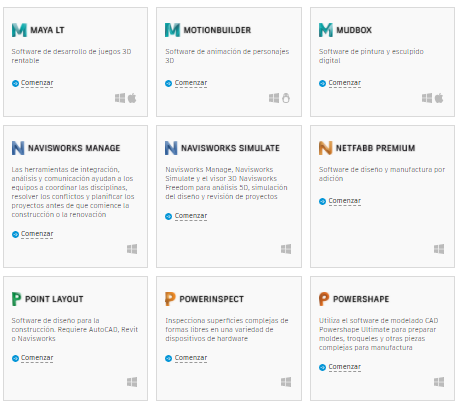 MAYA LT
Software de desarrollo de juegos 3D
rentable
Comenzar
MOTIONBUILDER
Software de animación de personajes
3D
Comenzar
MUDBOX
Software de pintura y esculpido
digital
Comenzar
NAVISWORKS MANAGE
Las herramientas de integración,
análisis y comunicación ayudan a los
equipos a coordinar las disciplinas,
resolver los conflictos y planificar los
proyectos antes de que comience la
construcción o la renovación
Comenzar
NAVISWORKS SIMULATE
Navisworks Manage, Navisworks
Simulate y el visor 3D Navisworks
Freedom para análisis 5D, simulación
del diseño y revisión de proyectos
Comenzar
NETFABB PREMIUM
Software de diseño y manufactura por
adición
Comenzar
POINT LAYOUT
Software de diseño para la
construcción. Requiere AutoCAD, Revit
o Navisworks
Comenzar
POWERINSPECT
Inspecciona superficies complejas de
formas libres en una variedad de
dispositivos de hardware
Comenzar
POWERSHAPE
Utiliza el software de modelado CAD
Powershape Ultimate para preparar
moldes, troqueles y otras piezas
complejas para manufactura
Comenzar